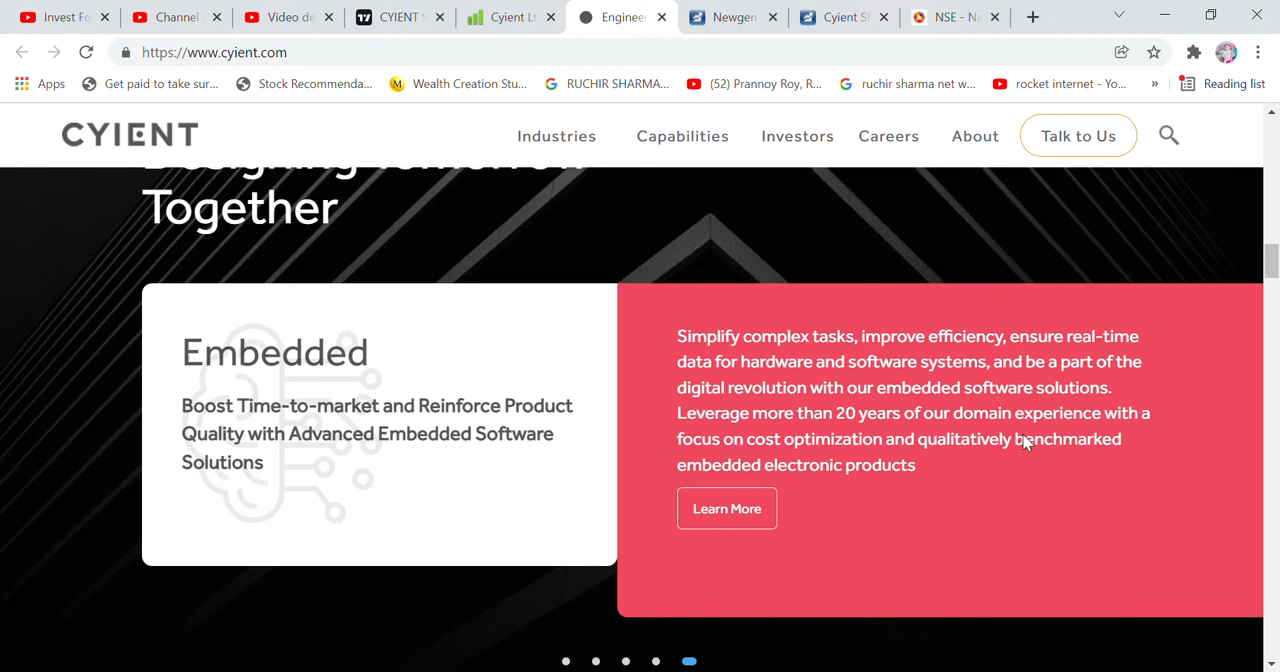 Invest Fo
Channel
Video de
CYIENT S
Cyient Lt
Engineer
Newgen
Cyient S
NSE - Na
https://www.cyient.com
Apps
Get paid to take sur...
Stock Recommenda...
Wealth Creation Stu...
RUCHIR SHARMA...
(52) Prannoy Roy, R...
ruchir sharma net w...
rocket internet - Yo...
»
Reading list
CYIENT
Industries
Capabilities
Investors
Careers
About
Talk to Us
Designing Tomorrow
Together
Embedded
Boost Time-to-market and Reinforce Product
Quality with Advanced Embedded Software
Solutions
Simplify complex tasks, improve efficiency, ensure real-time
data for hardware and software systems, and be a part of the
digital revolution with our embedded software solutions.
Leverage more than 20 years of our domain experience with a
focus on cost optimization and qualitatively benchmarked
embedded electronic products
Learn More